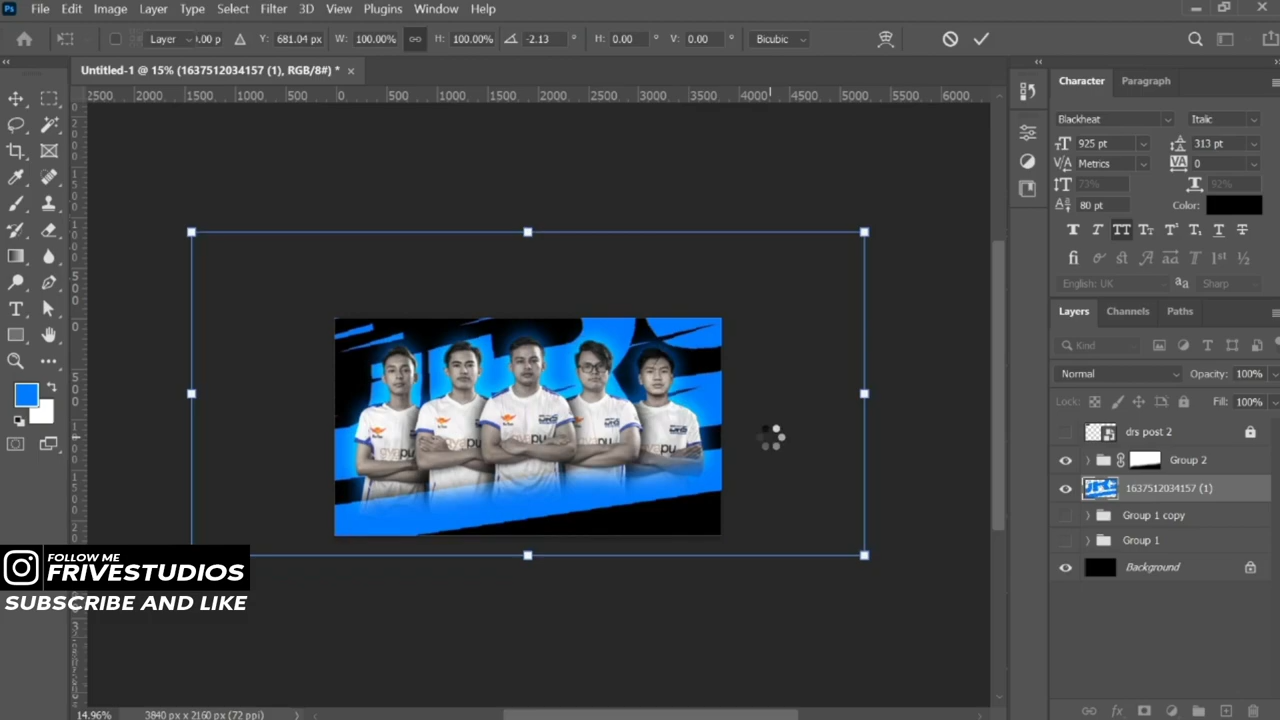 File Edit Image Layer Type Select Filter 3D View Plugins Window Help
Layer Y: 681.04 px W: 100.00% H: 100.00% -2.13 ° H: 0.00 ° V: 0.00 ° Bicubic
Untitled-1 @ 15% (1637512034157 (1), RGB/8#) * ×
2500 2000 1500 1000 500 0 500 1000 1500 2000 2500 3000 3500 4000 4500 5000 5500 6000
Character Paragraph
Blackheat Italic
925 pt 313 pt
Metrics 0
73% 92%
80 pt Color:
English: UK Sharp
Layers Channels Paths
Kind
Normal Opacity: 100%
Lock: Fill: 100%
drs post 2
Group 2
1637512034157 (1)
Group 1 copy
Group 1
Background
FOLLOW ME
FRIVESTUDIOS
SUBSCRIBE AND LIKE
14.96% 3840 px x 2160 px (72 ppi)